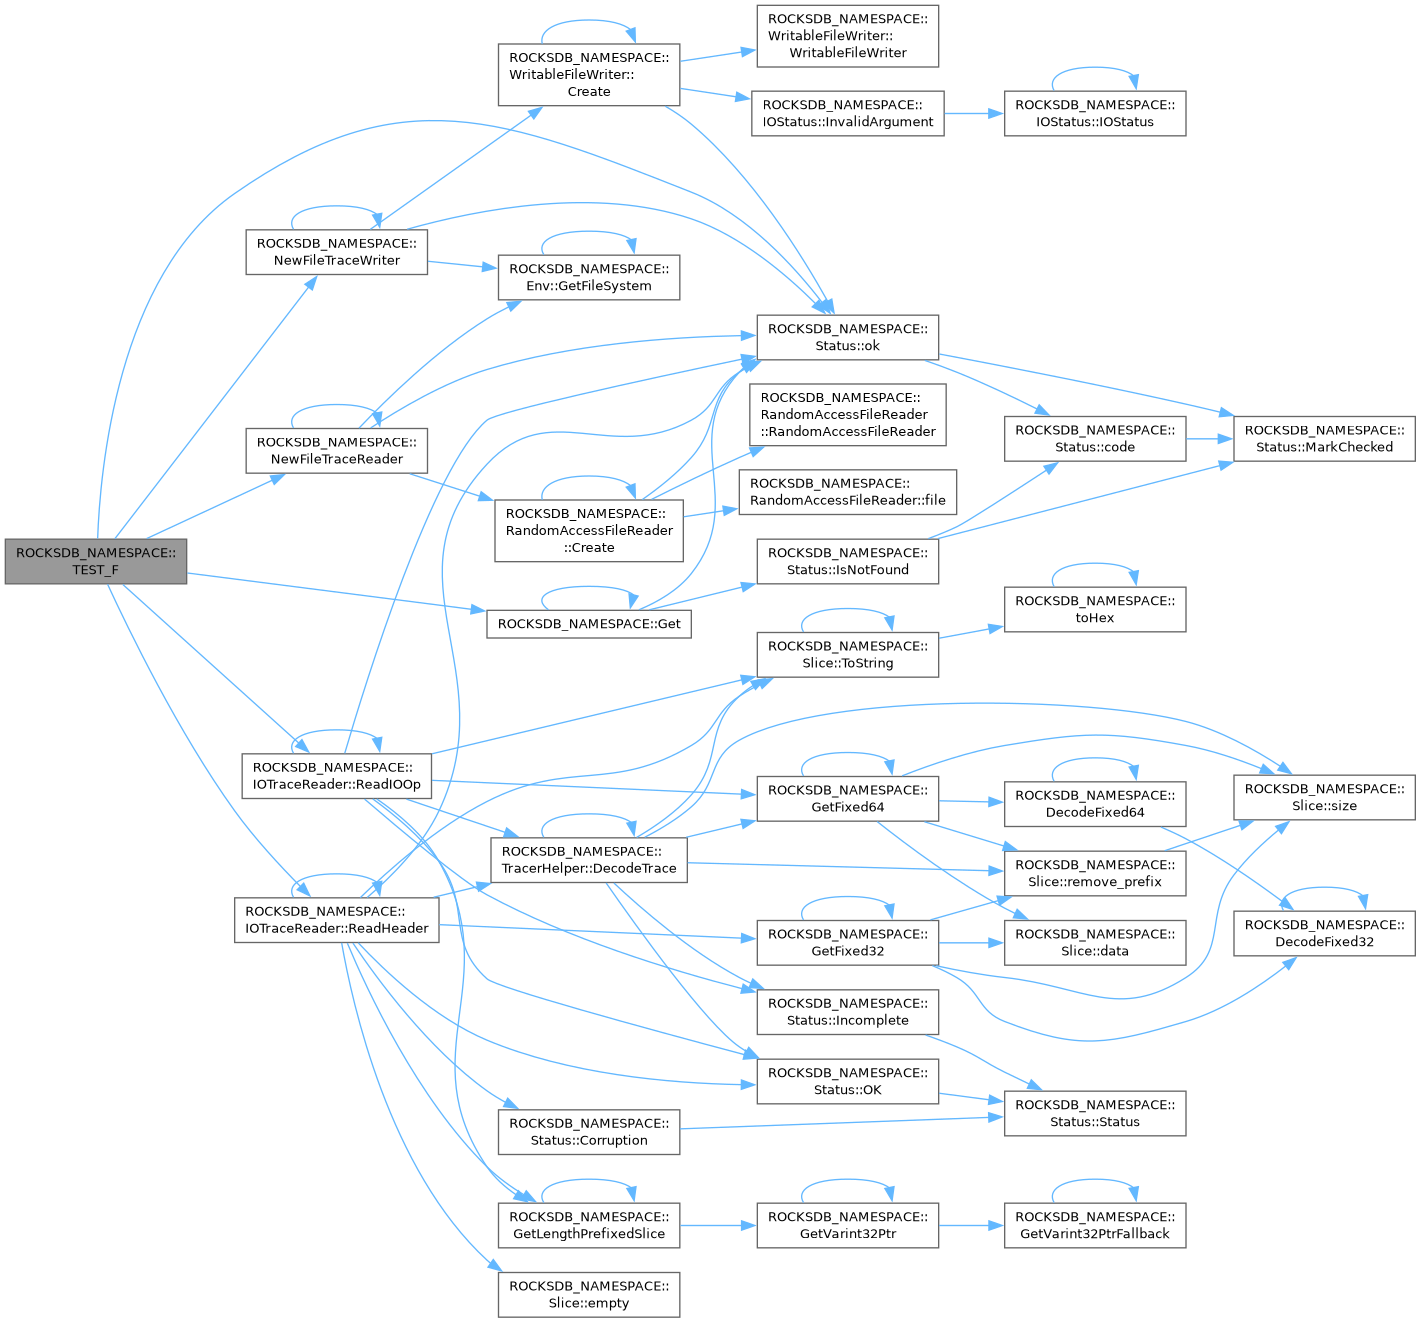 ROCKSDB_NAMESPACE::
TEST_F
ROCKSDB_NAMESPACE::
NewFileTraceWriter
ROCKSDB_NAMESPACE::
NewFileTraceReader
ROCKSDB_NAMESPACE::
IOTraceReader::ReadIOOp
ROCKSDB_NAMESPACE::
IOTraceReader::ReadHeader
ROCKSDB_NAMESPACE::
WritableFileWriter::
Create
ROCKSDB_NAMESPACE::
Env::GetFileSystem
ROCKSDB_NAMESPACE::
RandomAccessFileReader
::Create
ROCKSDB_NAMESPACE::Get
ROCKSDB_NAMESPACE::
TracerHelper::DecodeTrace
ROCKSDB_NAMESPACE::
Status::Corruption
ROCKSDB_NAMESPACE::
GetLengthPrefixedSlice
ROCKSDB_NAMESPACE::
Slice::empty
ROCKSDB_NAMESPACE::
WritableFileWriter::
WritableFileWriter
ROCKSDB_NAMESPACE::
IOStatus::InvalidArgument
ROCKSDB_NAMESPACE::
Status::ok
ROCKSDB_NAMESPACE::
RandomAccessFileReader
::RandomAccessFileReader
ROCKSDB_NAMESPACE::
RandomAccessFileReader::file
ROCKSDB_NAMESPACE::
Status::IsNotFound
ROCKSDB_NAMESPACE::
Slice::ToString
ROCKSDB_NAMESPACE::
GetFixed64
ROCKSDB_NAMESPACE::
GetFixed32
ROCKSDB_NAMESPACE::
Status::Incomplete
ROCKSDB_NAMESPACE::
Status::OK
ROCKSDB_NAMESPACE::
GetVarint32Ptr
ROCKSDB_NAMESPACE::
IOStatus::IOStatus
ROCKSDB_NAMESPACE::
Status::code
ROCKSDB_NAMESPACE::
toHex
ROCKSDB_NAMESPACE::
DecodeFixed64
ROCKSDB_NAMESPACE::
Slice::remove_prefix
ROCKSDB_NAMESPACE::
Slice::data
ROCKSDB_NAMESPACE::
Status::Status
ROCKSDB_NAMESPACE::
GetVarint32PtrFallback
ROCKSDB_NAMESPACE::
Status::MarkChecked
ROCKSDB_NAMESPACE::
Slice::size
ROCKSDB_NAMESPACE::
DecodeFixed32